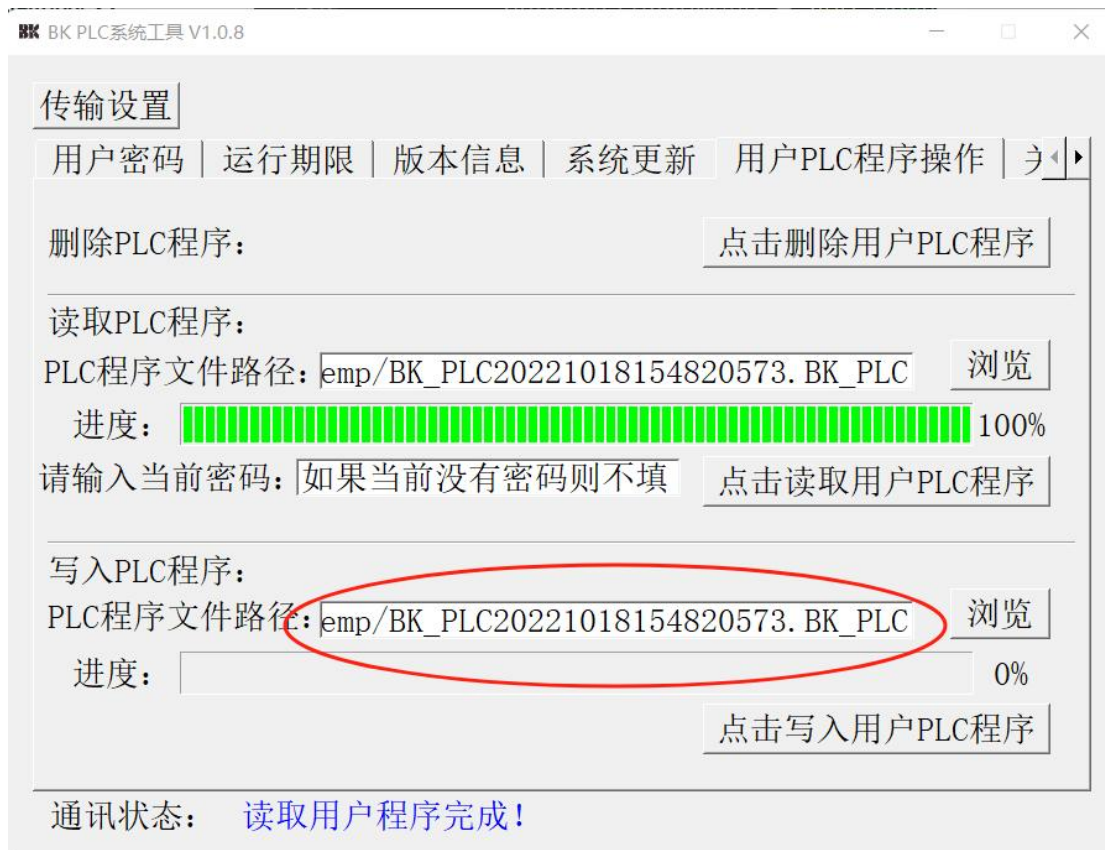 BK BK PLC系统工具 V1.0.8
传输设置
用户密码 运行期限 版本信息 系统更新 用户PLC程序操作
删除PLC程序: 点击删除用户PLC程序
读取PLC程序:
PLC程序文件路径: emp/BK_PLC20221018154820573.BK_PLC 浏览
进度: 100%
请输入当前密码: 如果当前没有密码则不填 点击读取用户PLC程序
写入PLC程序:
PLC程序文件路径: emp/BK_PLC20221018154820573.BK_PLC 浏览
进度: 0%
点击写入用户PLC程序
通讯状态: 读取用户程序完成!